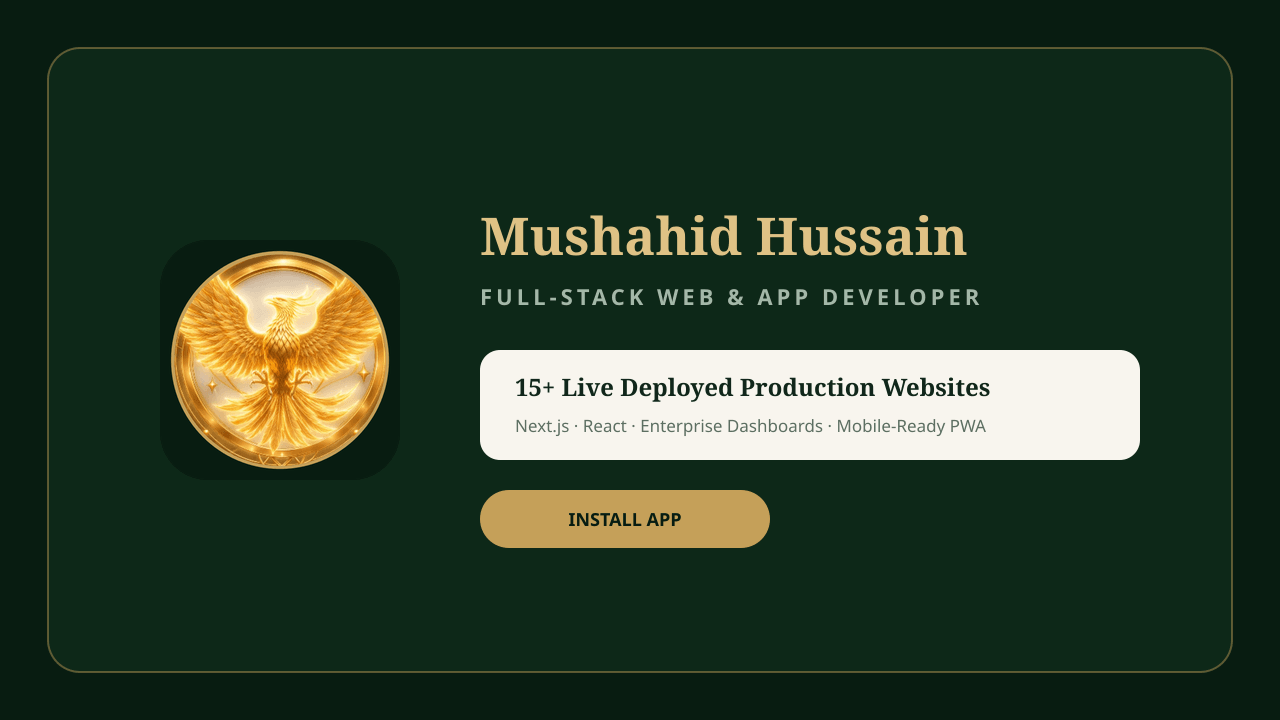 Mushahid Hussain
FULL-STACK WEB & APP DEVELOPER
15+ Live Deployed Production Websites
Next.js · React · Enterprise Dashboards · Mobile-Ready PWA
INSTALL APP